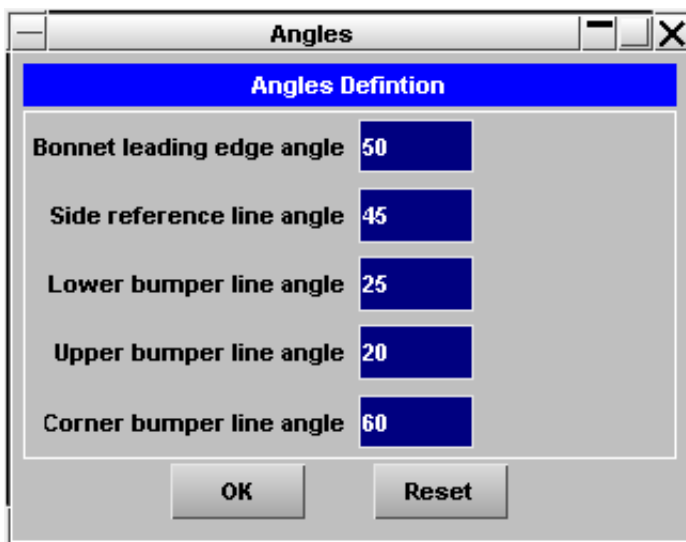 Angles
Angles Defintion
Bonnet leading edge angle 50
Side reference line angle 45
Lower bumper line angle 25
Upper bumper line angle 20
Corner bumper line angle 60
OK Reset